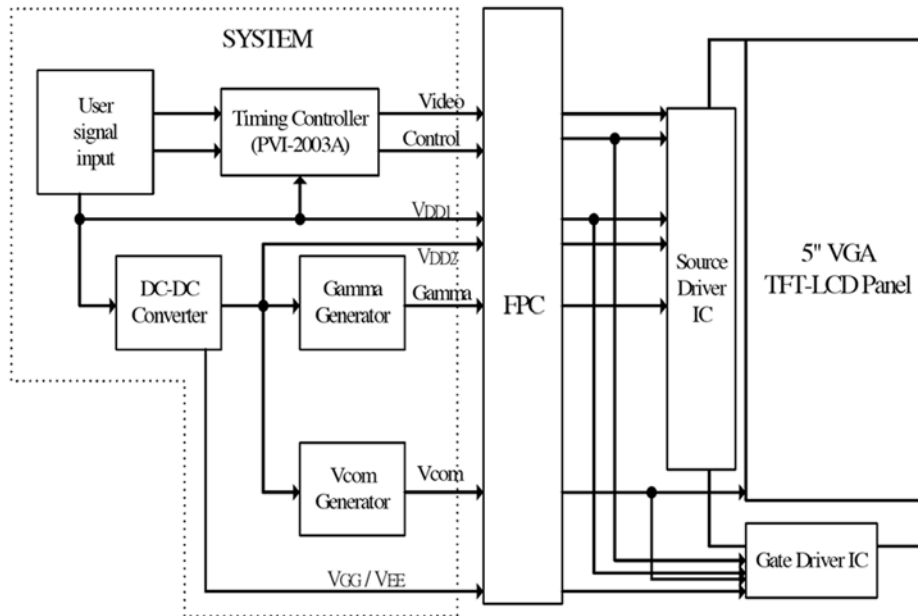 SYSTEM
User
signal
input
Timing Controller
(PVI-2003A)
Video
Control
VDD1
VDD2
DC-DC
Converter
Gamma
Generator
Gamma
Vcom
Generator
Vcom
VGG / VEE
FPC
Source
Driver
IC
5" VGA
TFT-LCD Panel
Gate Driver IC